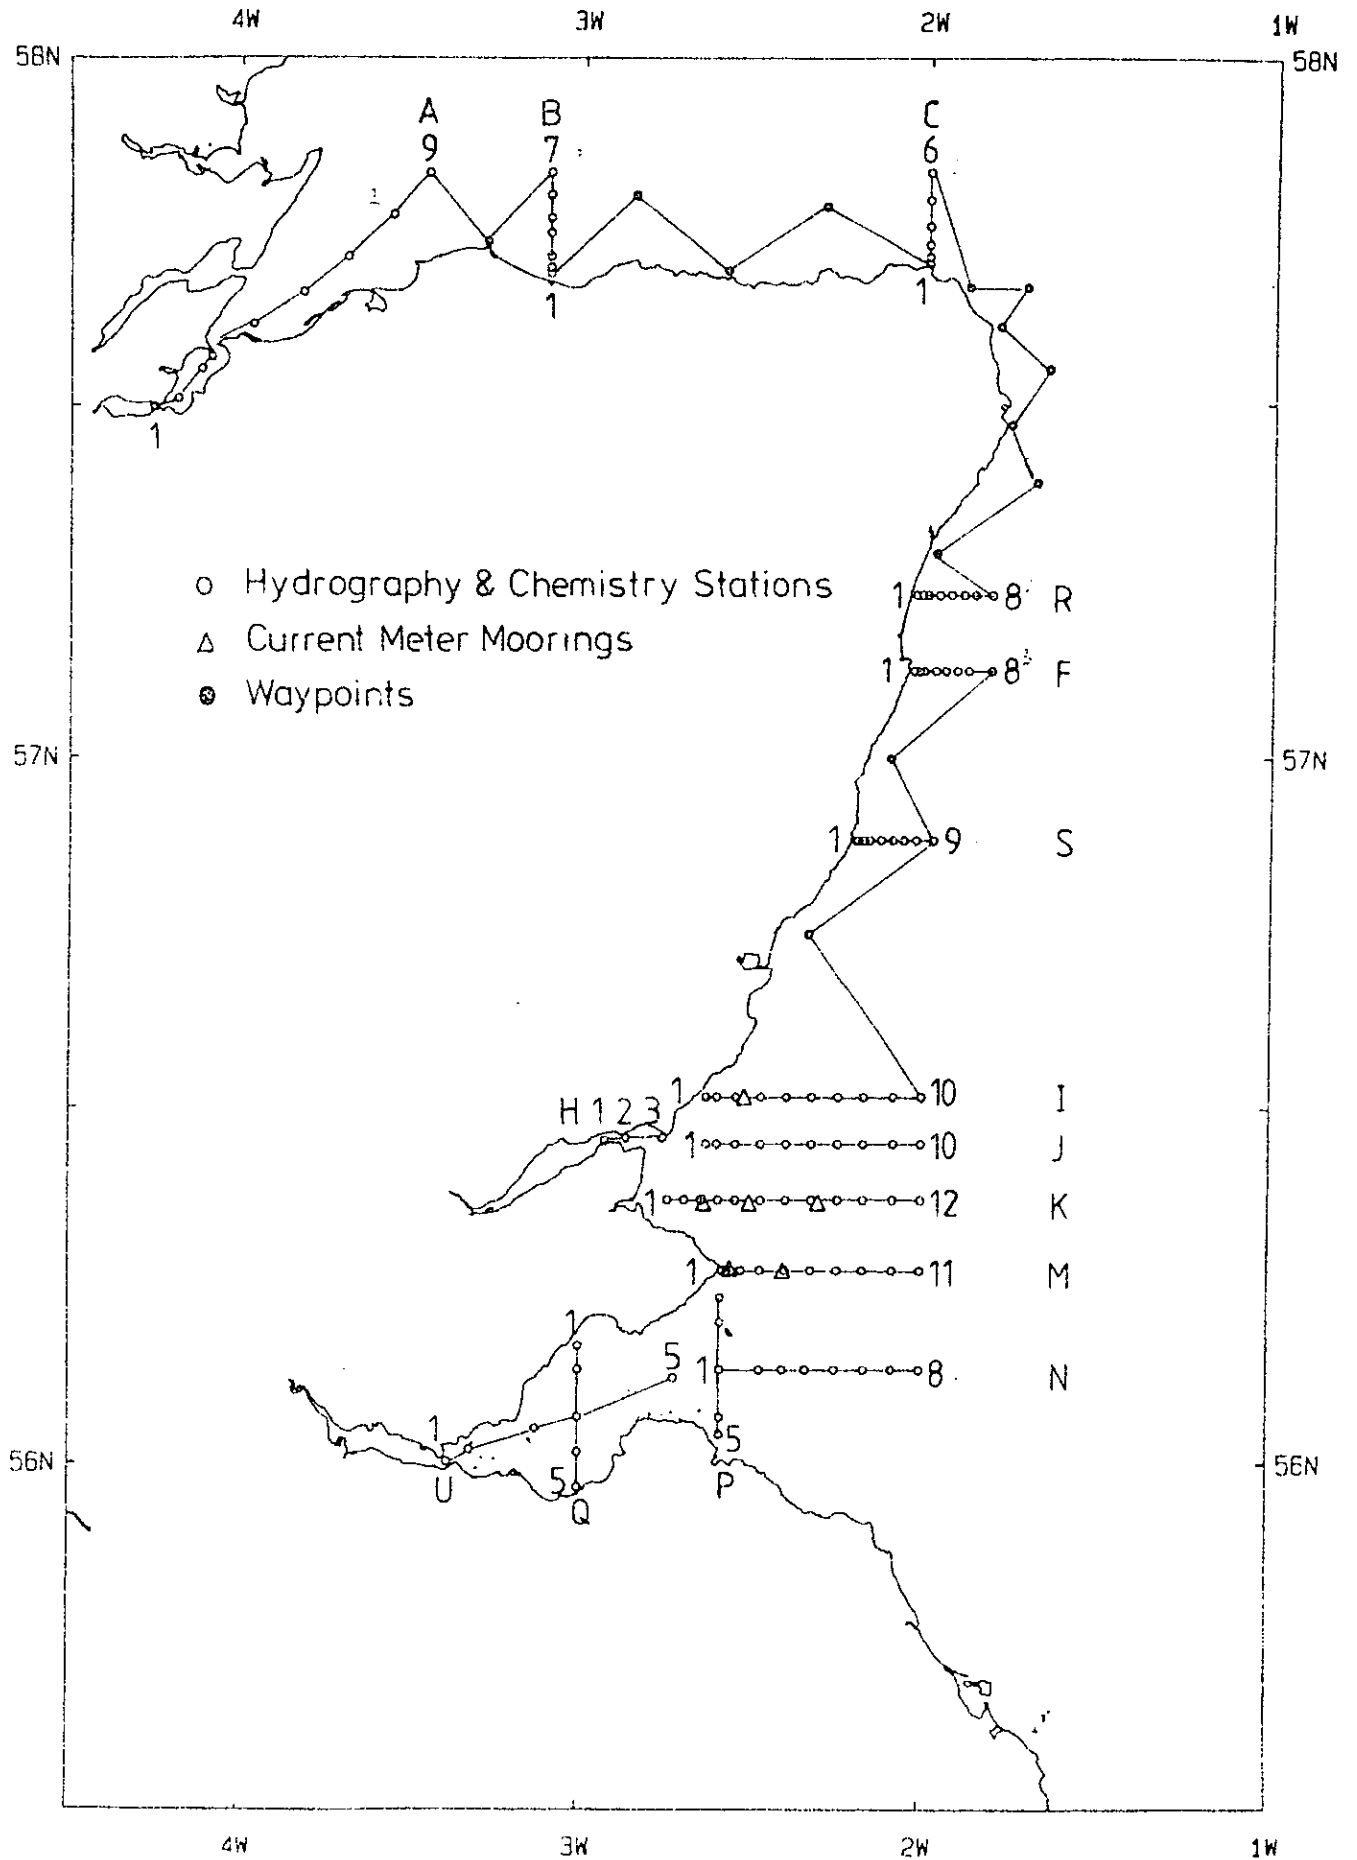 4W 3W 2W 1W
58N 58N
A B C
9 7 6
1 1
1
1 8 R
O Hydrography & Chemistry Stations
△ Current Meter Moorings
1 8 F
Waypoints
57N 57N
1 9 S
1 10 I
H 1 2 3
1 10 J
1 12 K
1 11 M
1
5 1 8 N
1 5
56N 56N
U 5 Q P
4W 3W 2W 1W